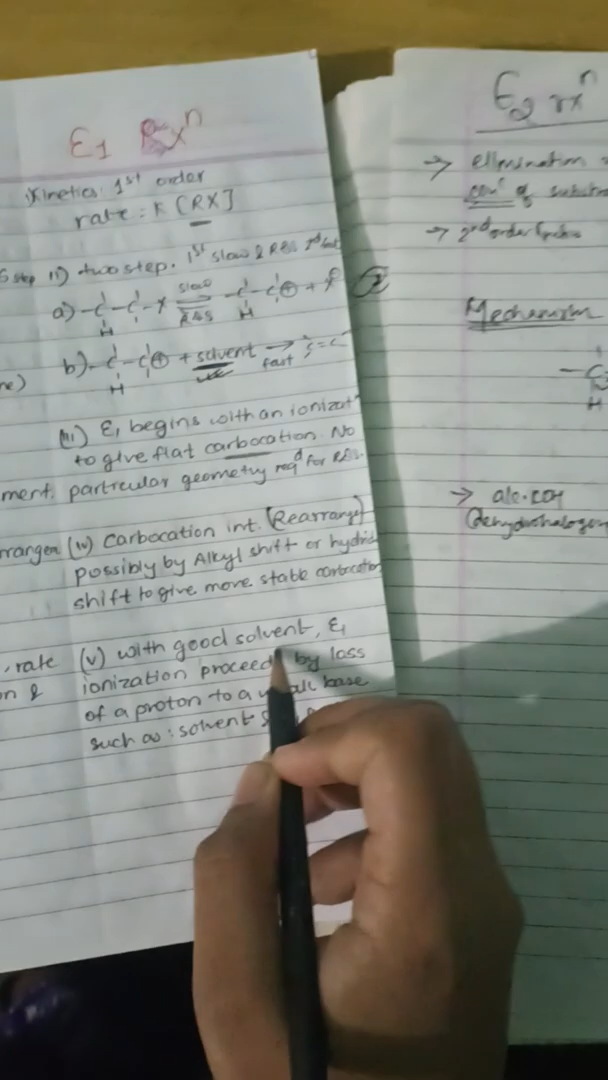 E1 Rxⁿ
Kinetics: 1st order
rate: K [RX]
step ii) two step. 1st slow & RDS 2nd fast
a) -C-C-X slow RDS -C-C⊕ +
H H
b) -C-C⊕ + solvent → fast C=C
H
(iii) E1 begins with an ionizat
to give flat carbocation. No
particular geometry reqd for RDS.
ment.
(iv) Carbocation int. (Rearrange)
possibly by Alkyl shift or hydride
shift to give more stable carbocation
rate
(v) with good solvent, E1
ionization proceed by loss
of a proton to a weak base
such as: solvent
E2 rxⁿ
→ elimination
of
→ 2nd order
Mechanism
-C
H
→ alc. KOH
(dehydrohalogen